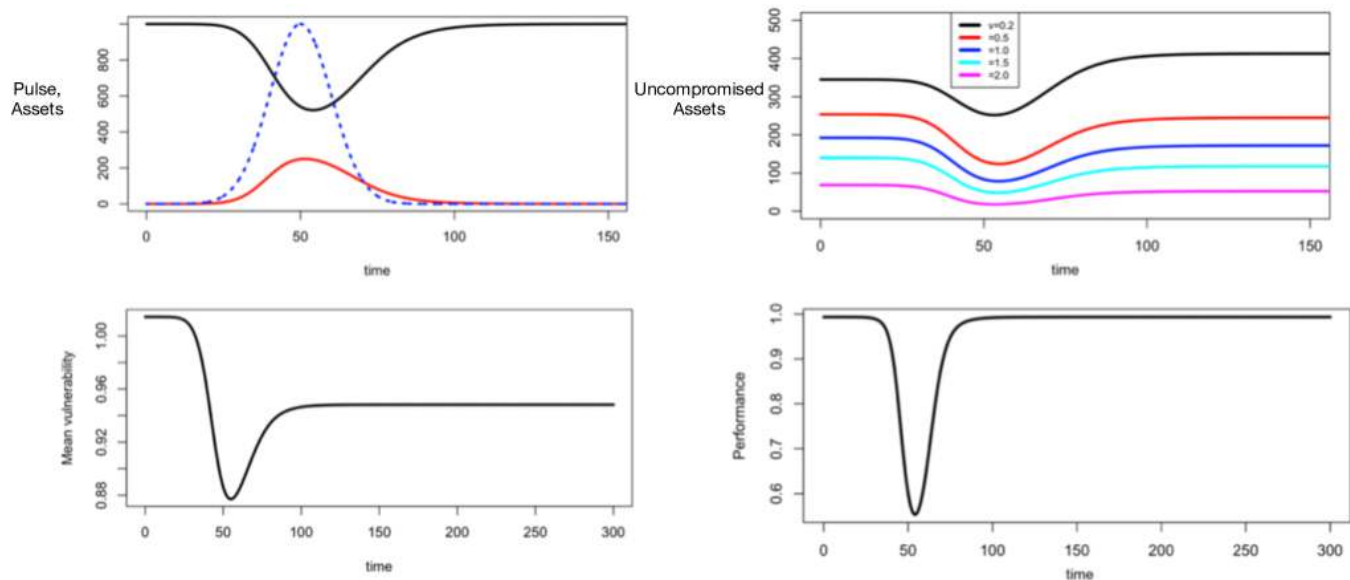 Pulse,
Assets
0 200 400 600 800
0 50 100 150
time
Uncompromised
Assets
0 100 200 300 400 500
v=0.2
=0.5
=1.0
=1.5
=2.0
0 50 100 150
time
Mean vulnerability
0.88 0.92 0.96 1.00
0 50 100 150 200 250 300
time
Performance
0.6 0.7 0.8 0.9 1.0
0 50 100 150 200 250 300
time